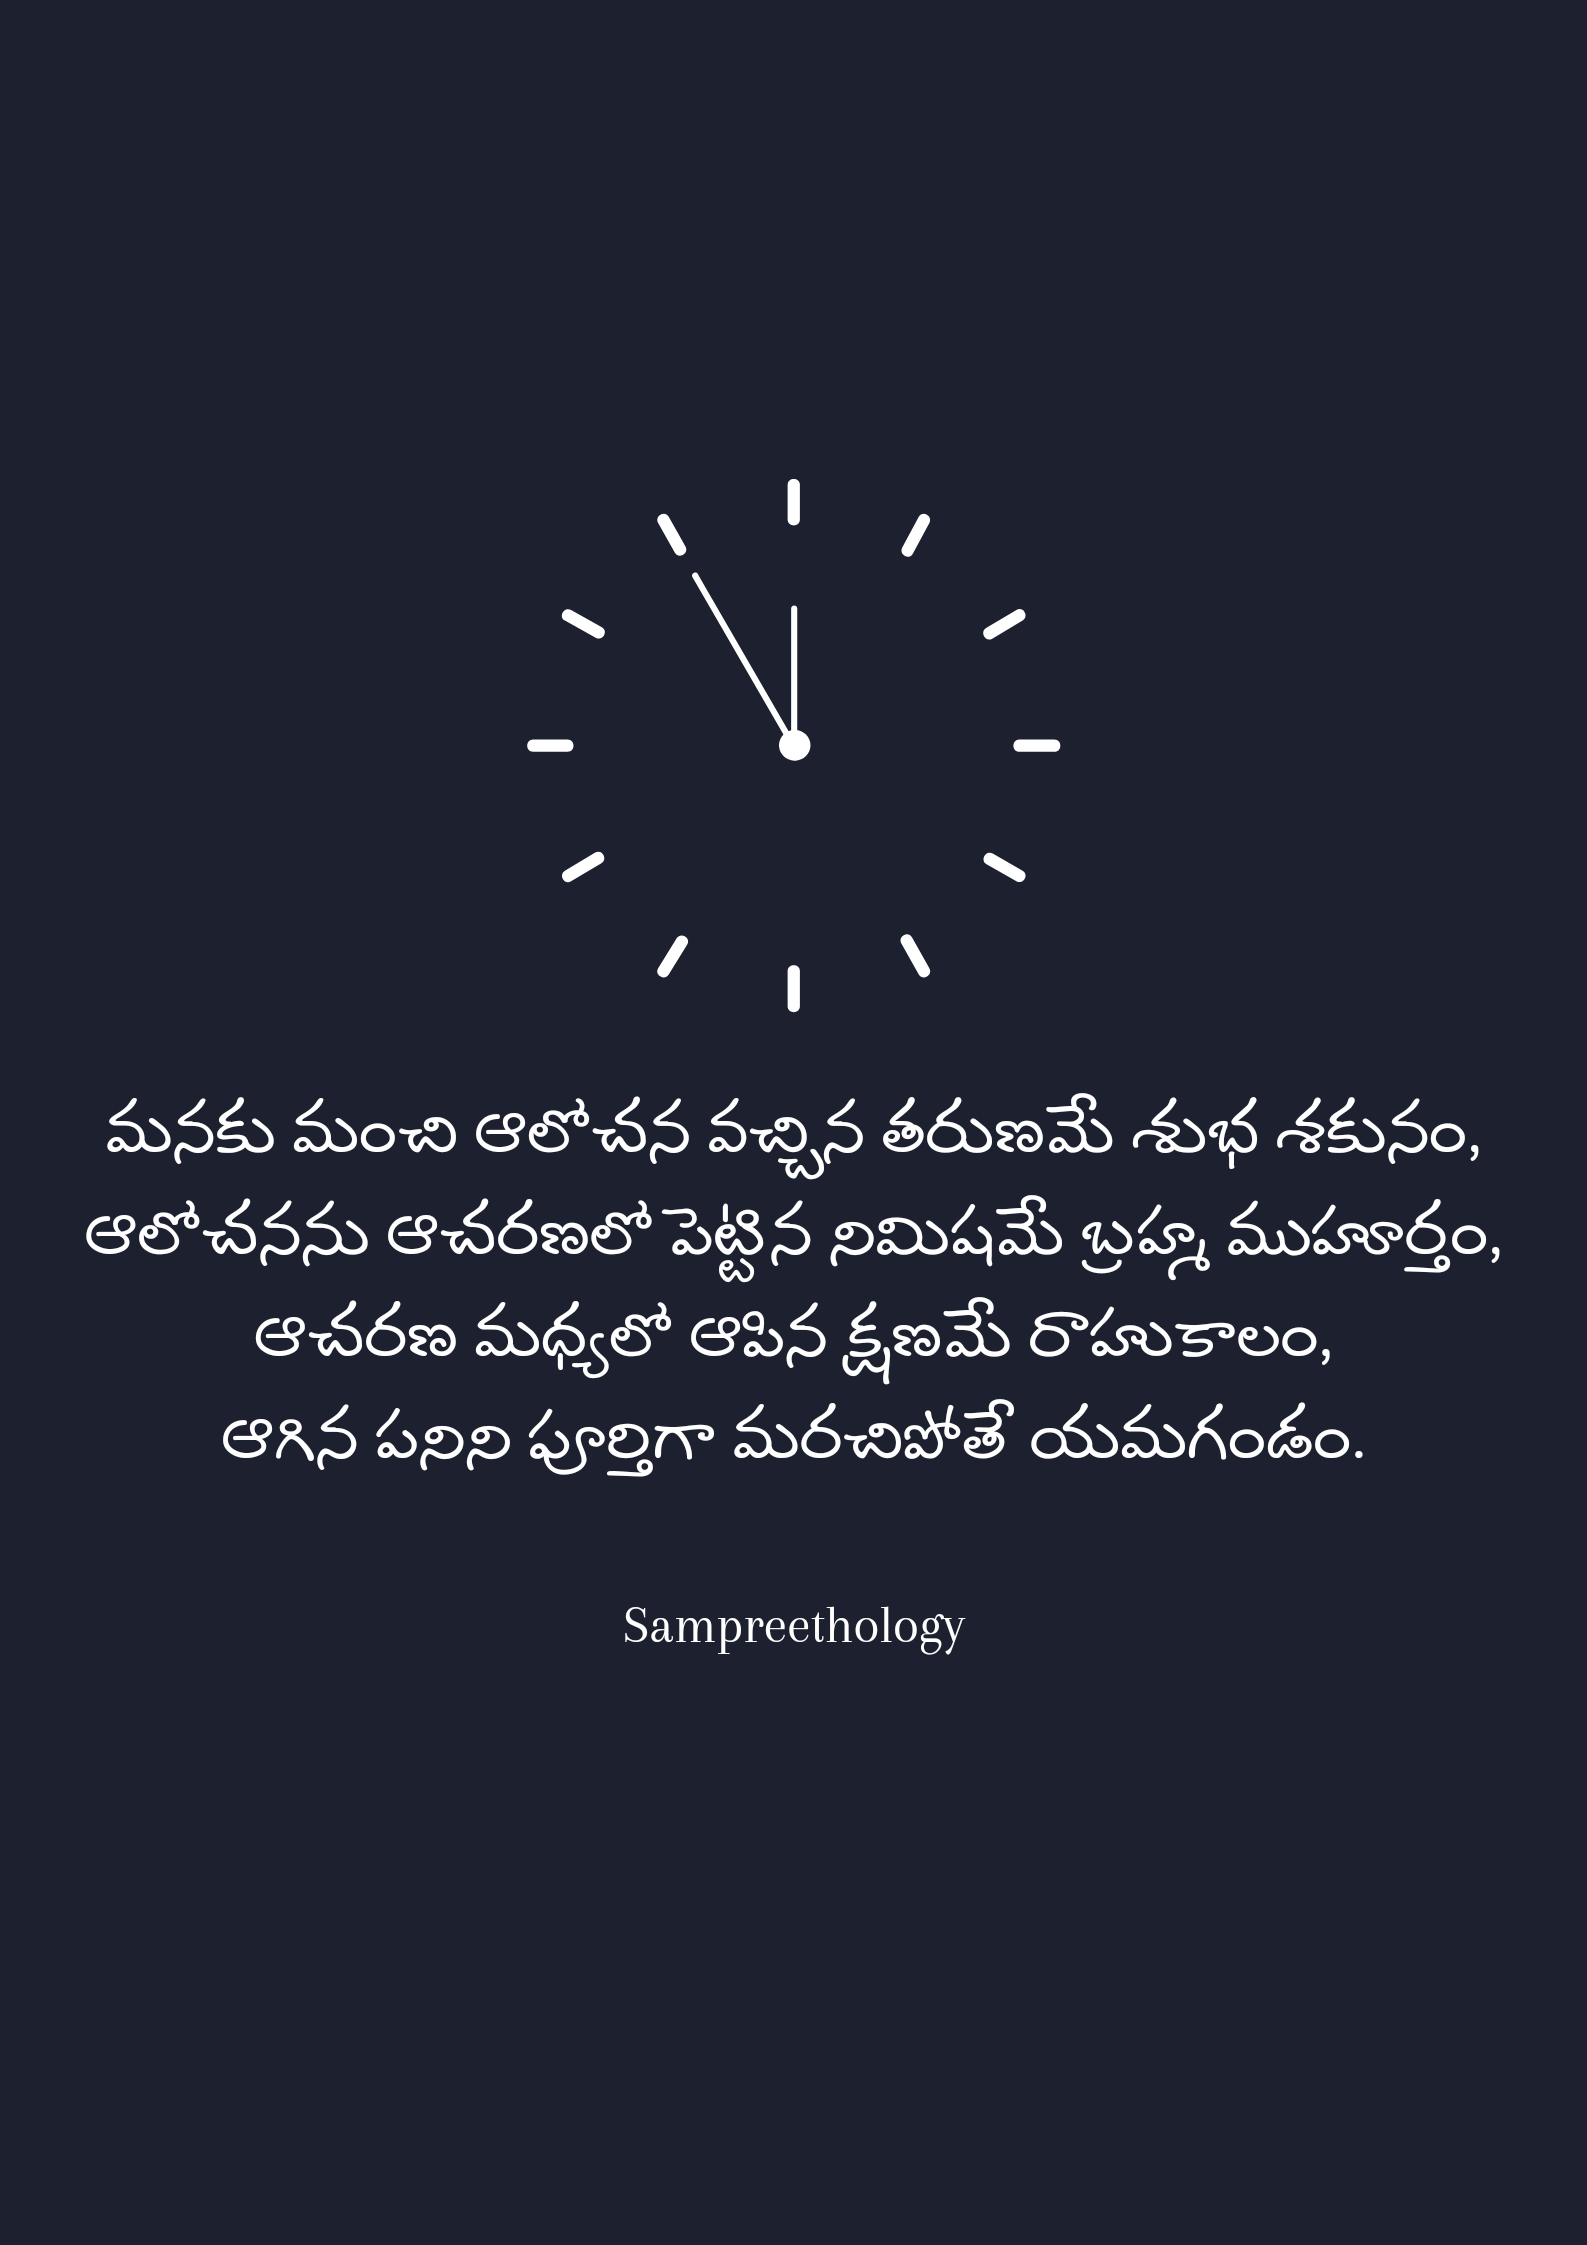 మనకు మంచి ఆలోచన వచ్చిన తరుణమే శుభ శకునం,
ఆలోచనను ఆచరణలో పెట్టిన నిమిషమే బ్రహ్మ ముహూర్తం,
ఆచరణ మధ్యలో ఆపిన క్షణమే రాహుకాలం,
ఆగిన పనిని పూర్తిగా మరచిపోతే యమగండం.
Sampreethology